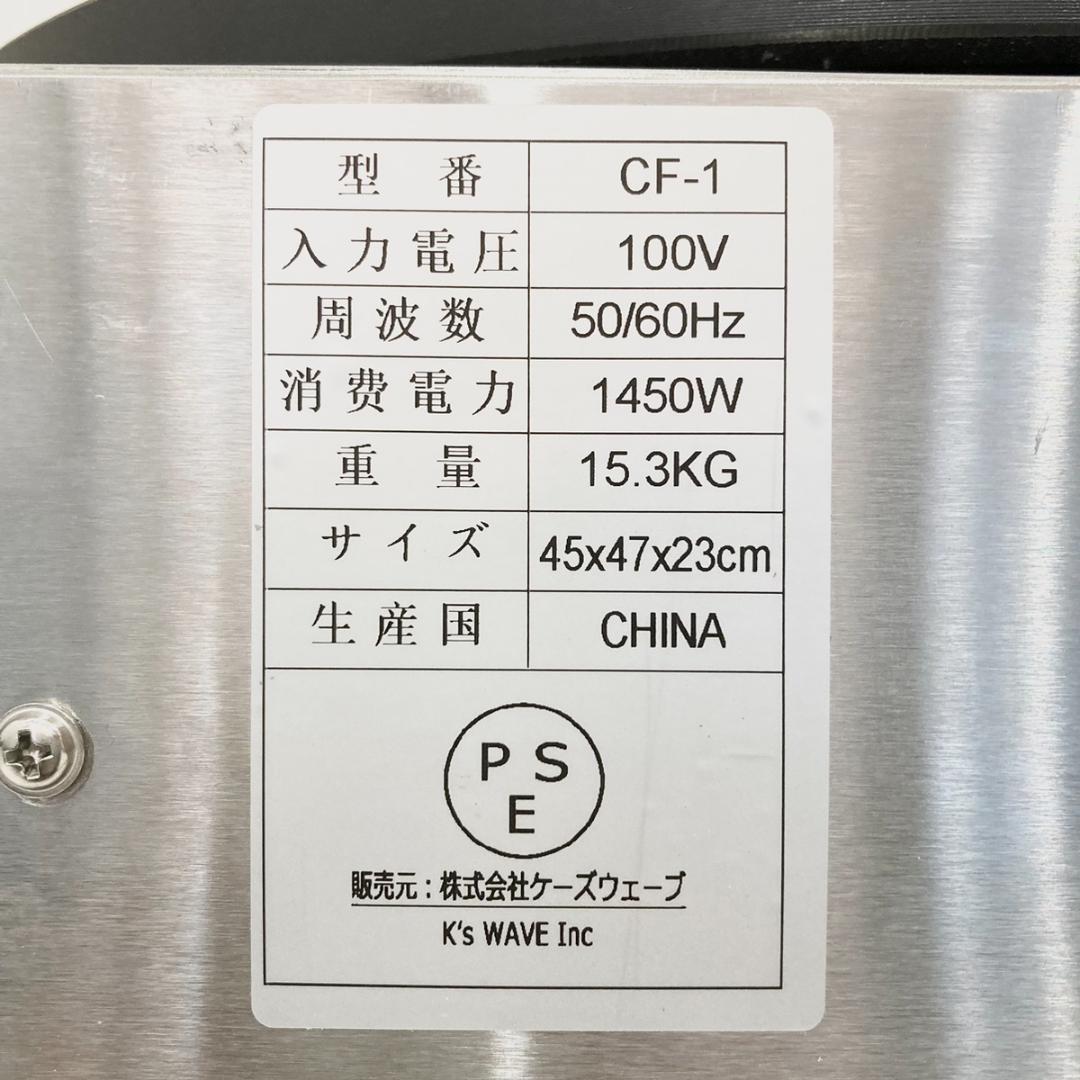 型番 CF-1
入力電圧 100V
周波数 50/60Hz
消費電力 1450W
重量 15.3KG
サイズ 45x47x23cm
生産国 CHINA
P S
E
販売元：株式会社ケーズウェーブ
K's WAVE Inc